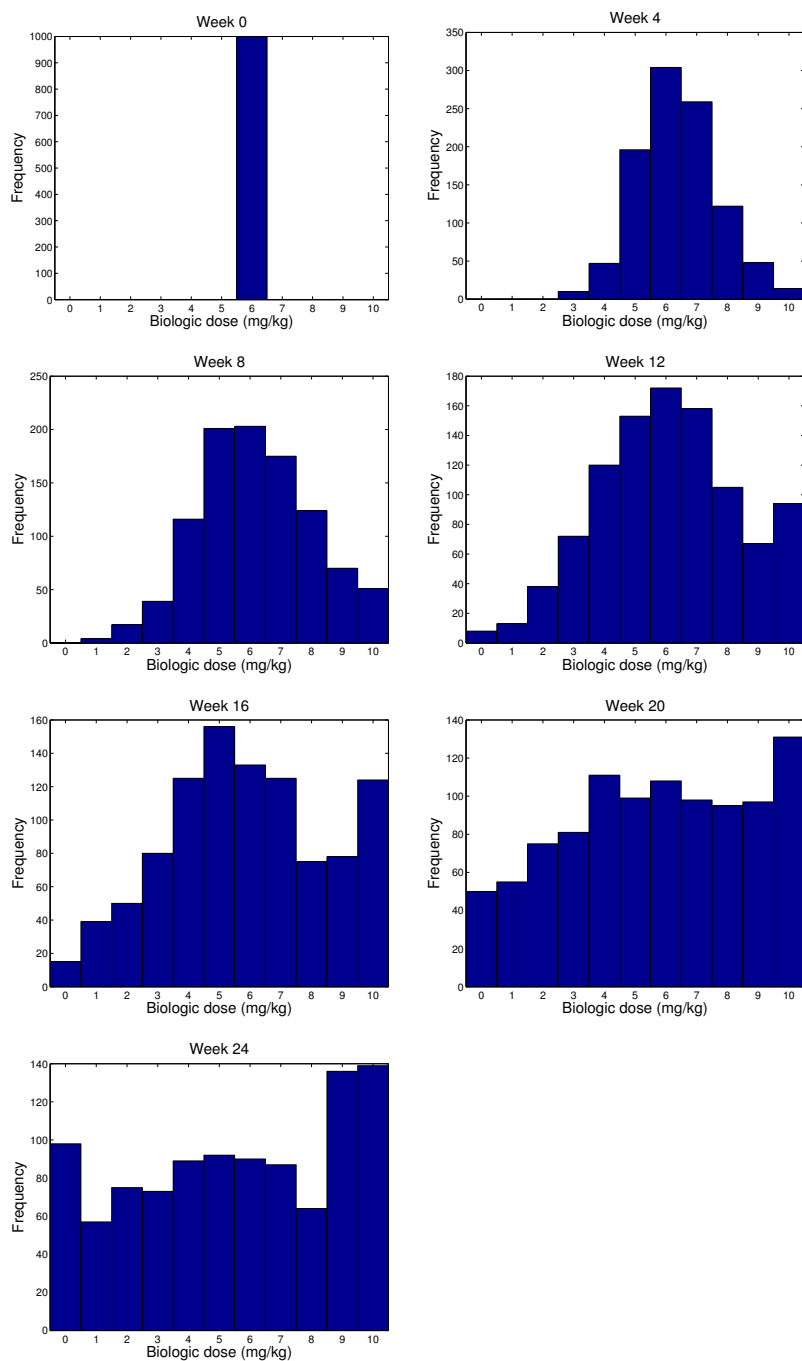 Week 0
1000
900
800
700
600
500
400
300
200
100
0
Frequency
0 1 2 3 4 5 6 7 8 9 10
Biologic dose (mg/kg)
Week 4
350
300
250
200
150
100
50
0
Frequency
0 1 2 3 4 5 6 7 8 9 10
Biologic dose (mg/kg)
Week 8
250
200
150
100
50
0
Frequency
0 1 2 3 4 5 6 7 8 9 10
Biologic dose (mg/kg)
Week 12
180
160
140
120
100
80
60
40
20
0
Frequency
0 1 2 3 4 5 6 7 8 9 10
Biologic dose (mg/kg)
Week 16
160
140
120
100
80
60
40
20
0
Frequency
0 1 2 3 4 5 6 7 8 9 10
Biologic dose (mg/kg)
Week 20
140
120
100
80
60
40
20
0
Frequency
0 1 2 3 4 5 6 7 8 9 10
Biologic dose (mg/kg)
Week 24
140
120
100
80
60
40
20
0
Frequency
0 1 2 3 4 5 6 7 8 9 10
Biologic dose (mg/kg)